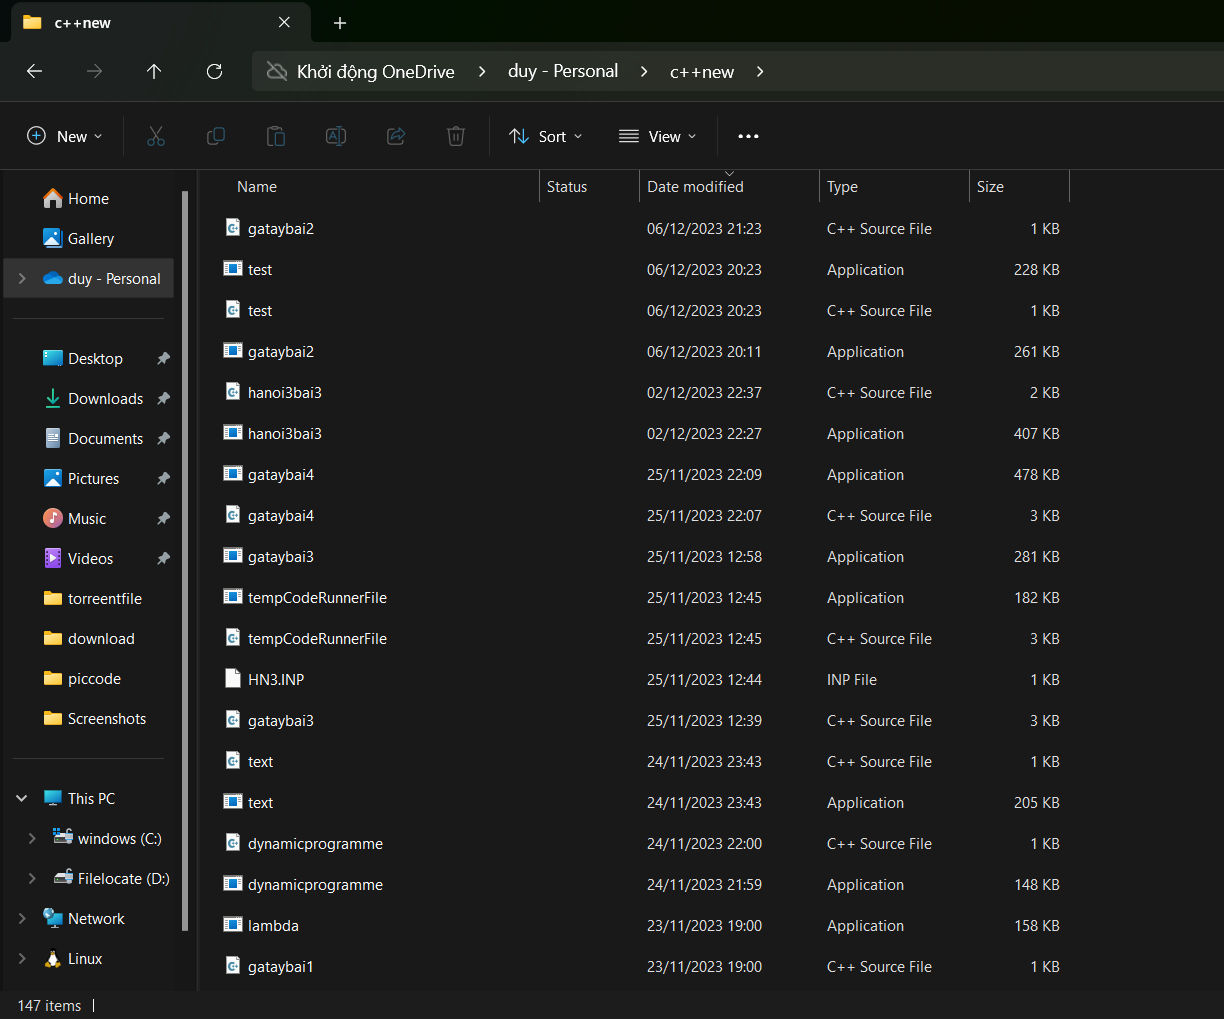 c++new
Khởi động OneDrive duy - Personal c++new
New Sort View
Name Status Date modified Type Size
Home
Gallery
duy - Personal
Desktop
Downloads
Documents
Pictures
Music
Videos
torreentfile
download
piccode
Screenshots
This PC
windows (C:)
Filelocate (D:)
Network
Linux
gataybai2 06/12/2023 21:23 C++ Source File 1 KB
test 06/12/2023 20:23 Application 228 KB
test 06/12/2023 20:23 C++ Source File 1 KB
gataybai2 06/12/2023 20:11 Application 261 KB
hanoi3bai3 02/12/2023 22:37 C++ Source File 2 KB
hanoi3bai3 02/12/2023 22:27 Application 407 KB
gataybai4 25/11/2023 22:09 Application 478 KB
gataybai4 25/11/2023 22:07 C++ Source File 3 KB
gataybai3 25/11/2023 12:58 Application 281 KB
tempCodeRunnerFile 25/11/2023 12:45 Application 182 KB
tempCodeRunnerFile 25/11/2023 12:45 C++ Source File 3 KB
HN3.INP 25/11/2023 12:44 INP File 1 KB
gataybai3 25/11/2023 12:39 C++ Source File 3 KB
text 24/11/2023 23:43 C++ Source File 1 KB
text 24/11/2023 23:43 Application 205 KB
dynamicprogramme 24/11/2023 22:00 C++ Source File 1 KB
dynamicprogramme 24/11/2023 21:59 Application 148 KB
lambda 23/11/2023 19:00 Application 158 KB
gataybai1 23/11/2023 19:00 C++ Source File 1 KB
147 items